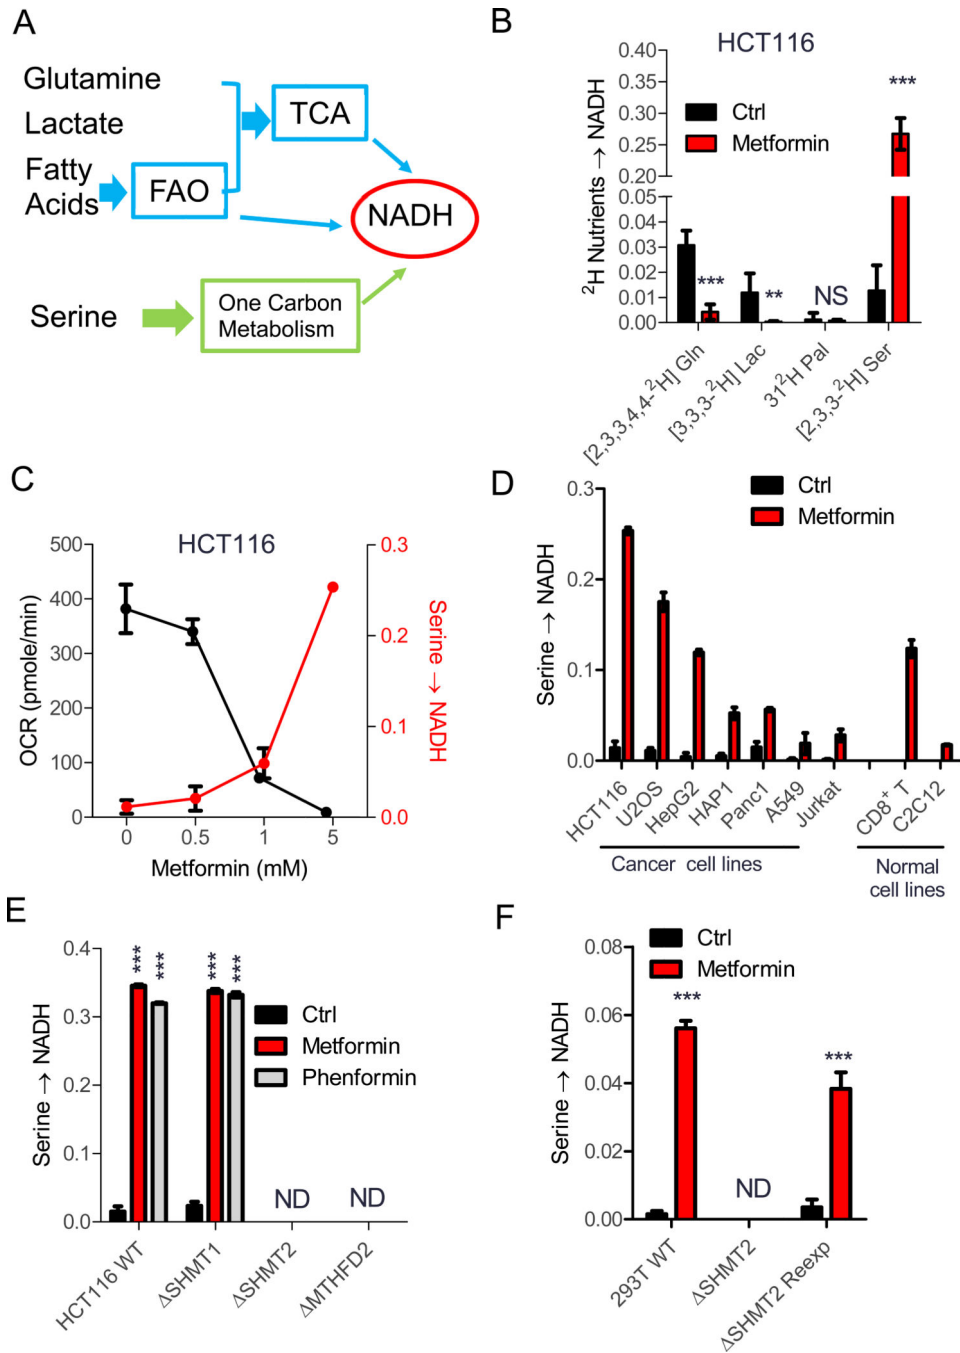 A
Glutamine
Lactate
Fatty
Acids
FAO
TCA
NADH
Serine
One Carbon
Metabolism
B
HCT116
²H Nutrients → NADH
0.40
0.35
0.30
0.25
0.20
0.05
0.04
0.03
0.02
0.01
0.00
Ctrl
Metformin
***
**
NS
***
[2,3,3,4,4-²H] Gln
[3,3,3-²H] Lac
31²H Pal
[2,3,3-²H] Ser
C
HCT116
OCR (pmole/min)
500
400
300
200
100
0
0.3
0.2
0.1
0.0
Serine → NADH
0 0.5 1 5
Metformin (mM)
D
Ctrl
Metformin
Serine → NADH
0.3
0.2
0.1
0.0
HCT116
U2OS
HepG2
HAP1
Panc1
A549
Jurkat
CD8⁺ T
C2C12
Cancer cell lines
Normal
cell lines
E
Serine → NADH
0.4
0.3
0.2
0.1
0.0
***
***
***
***
Ctrl
Metformin
Phenformin
ND
ND
HCT116 WT
ΔSHMT1
ΔSHMT2
ΔMTHFD2
F
Ctrl
Metformin
Serine → NADH
0.08
0.06
0.04
0.02
0.00
***
ND
***
293T WT
ΔSHMT2
ΔSHMT2 Reexp